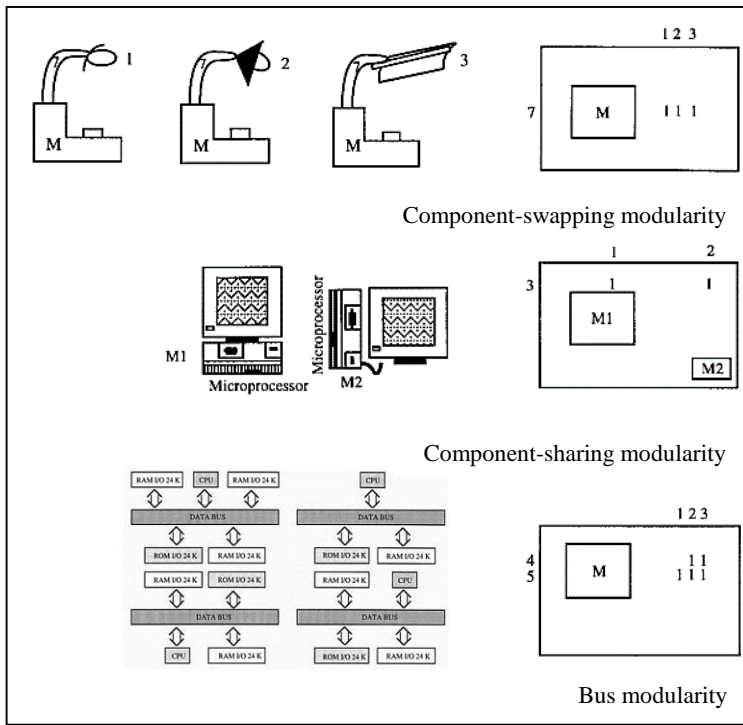 1 2 3
1
2
3
M
M
M
7
M
1 1 1
Component-swapping modularity
1
2
3
1
1
M1
M2
M1
Microprocessor
Microprocessor
M2
Component-sharing modularity
RAM I/O 24 K
CPU
RAM I/O 24 K
CPU
DATA BUS
DATA BUS
ROM I/O 24 K
RAM I/O 24 K
ROM I/O 24 K
RAM I/O 24 K
RAM I/O 24 K
ROM I/O 24 K
RAM I/O 24 K
CPU
DATA BUS
DATA BUS
CPU
RAM I/O 24 K
ROM I/O 24 K
RAM I/O 24 K
1 2 3
4
5
M
1 1
1 1 1
Bus modularity